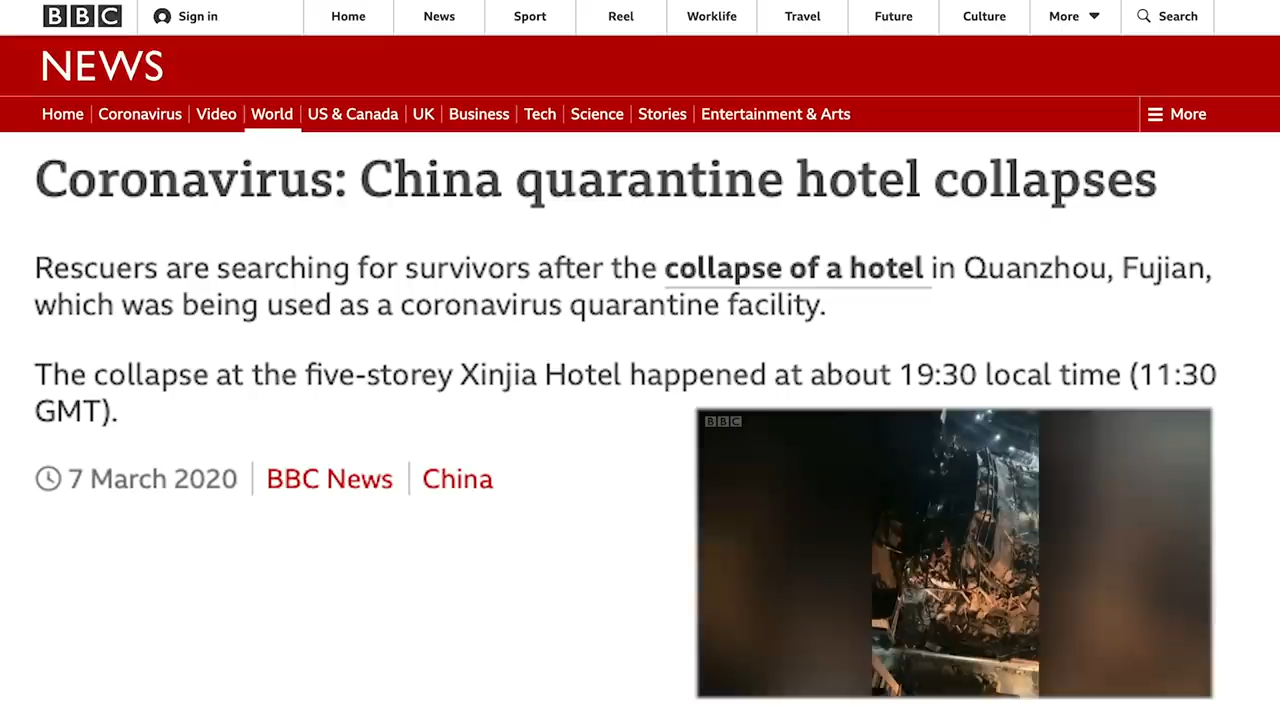 BBC Sign in Home News Sport Reel Worklife Travel Future Culture More Search
NEWS
Home Coronavirus Video World US & Canada UK Business Tech Science Stories Entertainment & Arts More
Coronavirus: China quarantine hotel collapses
Rescuers are searching for survivors after the collapse of a hotel in Quanzhou, Fujian,
which was being used as a coronavirus quarantine facility.
The collapse at the five-storey Xinjia Hotel happened at about 19:30 local time (11:30
GMT).
BBC
7 March 2020 BBC News China